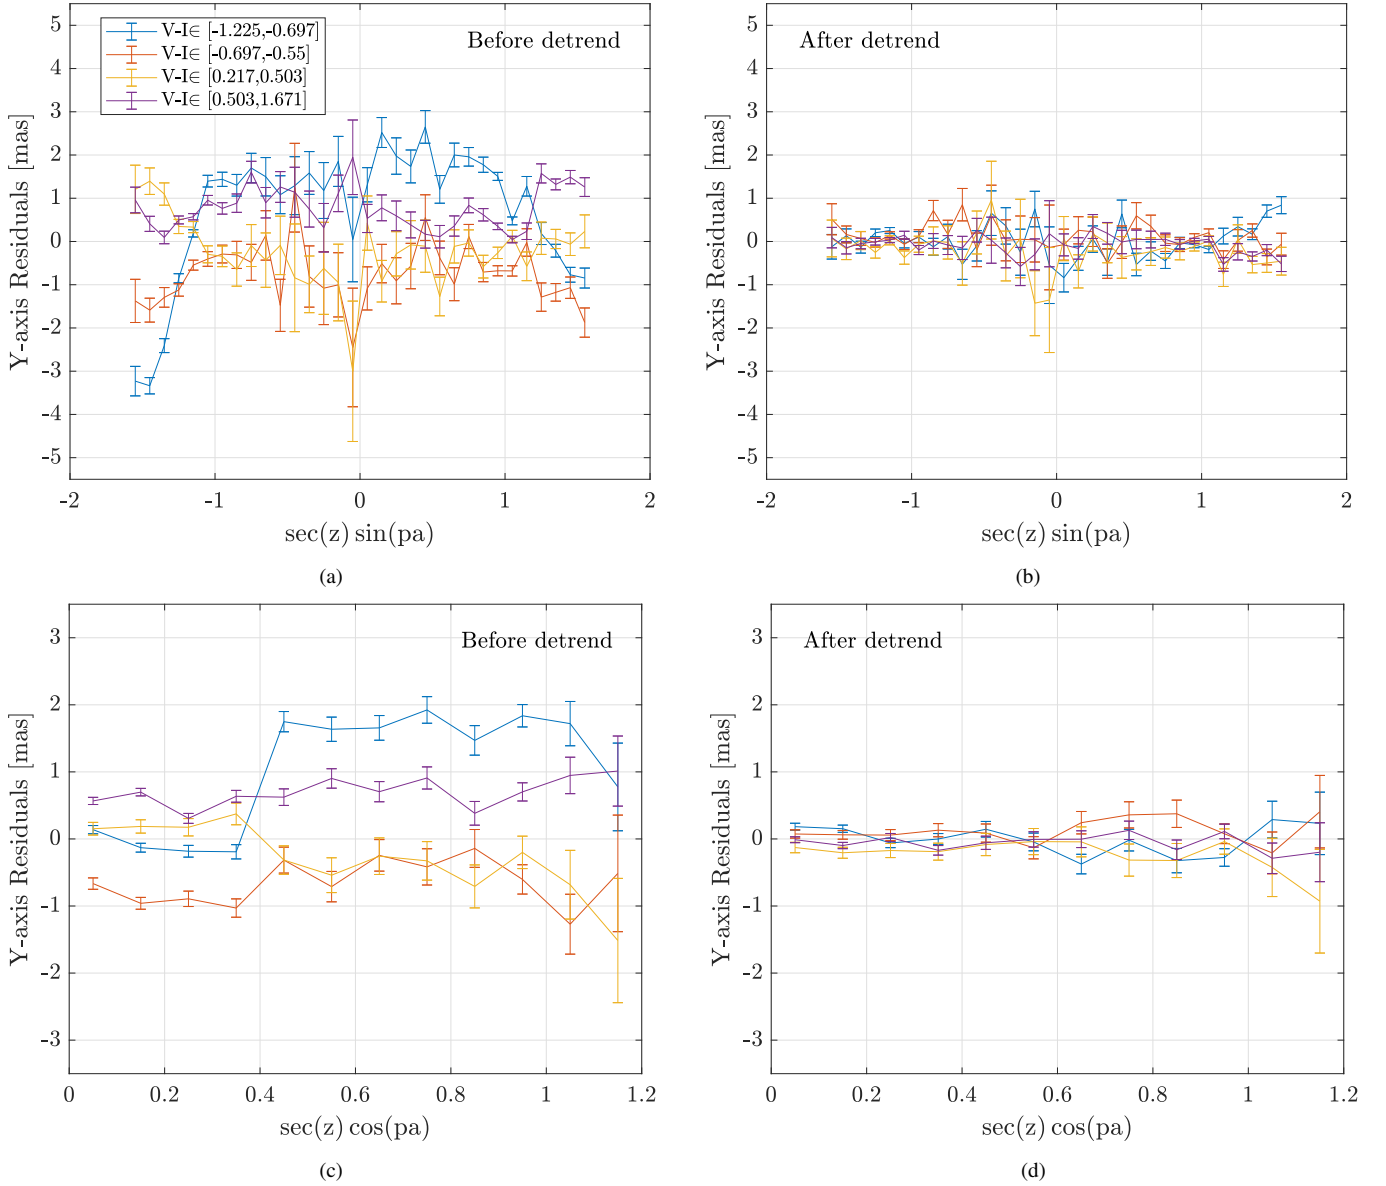 Before detrend
V-I∈ [-1.225,-0.697]
V-I∈ [-0.697,-0.55]
V-I∈ [0.217,0.503]
V-I∈ [0.503,1.671]
5
4
3
2
1
0
-1
-2
-3
-4
-5
Y-axis Residuals [mas]
-2 -1 0 1 2
sec(z) sin(pa)
(a)
After detrend
5
4
3
2
1
0
-1
-2
-3
-4
-5
Y-axis Residuals [mas]
-2 -1 0 1 2
sec(z) sin(pa)
(b)
Before detrend
3
2
1
0
-1
-2
-3
Y-axis Residuals [mas]
0 0.2 0.4 0.6 0.8 1 1.2
sec(z) cos(pa)
(c)
After detrend
3
2
1
0
-1
-2
-3
Y-axis Residuals [mas]
0 0.2 0.4 0.6 0.8 1 1.2
sec(z) cos(pa)
(d)